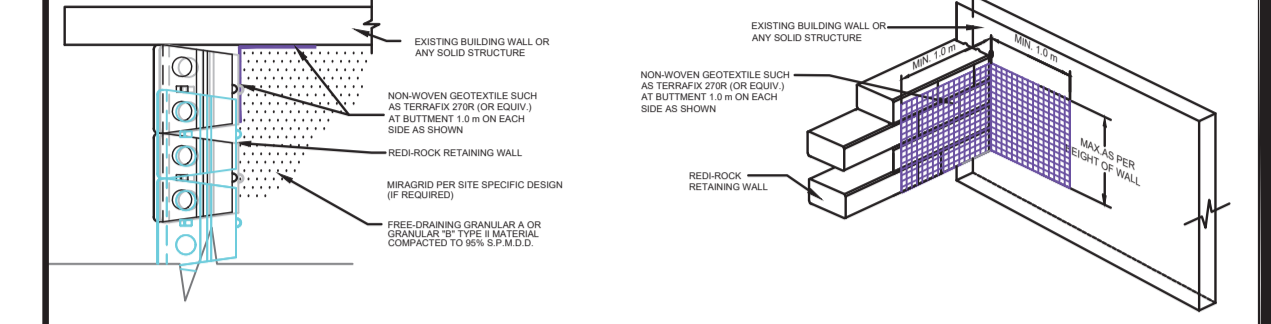 EXISTING BUILDING WALL OR
ANY SOLID STRUCTURE
NON-WOVEN GEOTEXTILE SUCH
AS TERRAFIX 270R (OR EQUIV.)
AT BUTTMENT 1.0 m ON EACH
SIDE AS SHOWN
REDI-ROCK RETAINING WALL
MIRAGRID PER SITE SPECIFIC DESIGN
(IF REQUIRED)
FREE-DRAINING GRANULAR A OR
GRANULAR "B" TYPE II MATERIAL
COMPACTED TO 95% S.P.M.D.D.
EXISTING BUILDING WALL OR
ANY SOLID STRUCTURE
MIN. 1.0 m
MIN. 1.0 m
NON-WOVEN GEOTEXTILE SUCH
AS TERRAFIX 270R (OR EQUIV.)
AT BUTTMENT 1.0 m ON EACH
SIDE AS SHOWN
MAX.AS PER
HEIGHT OF WALL
REDI-ROCK
RETAINING WALL